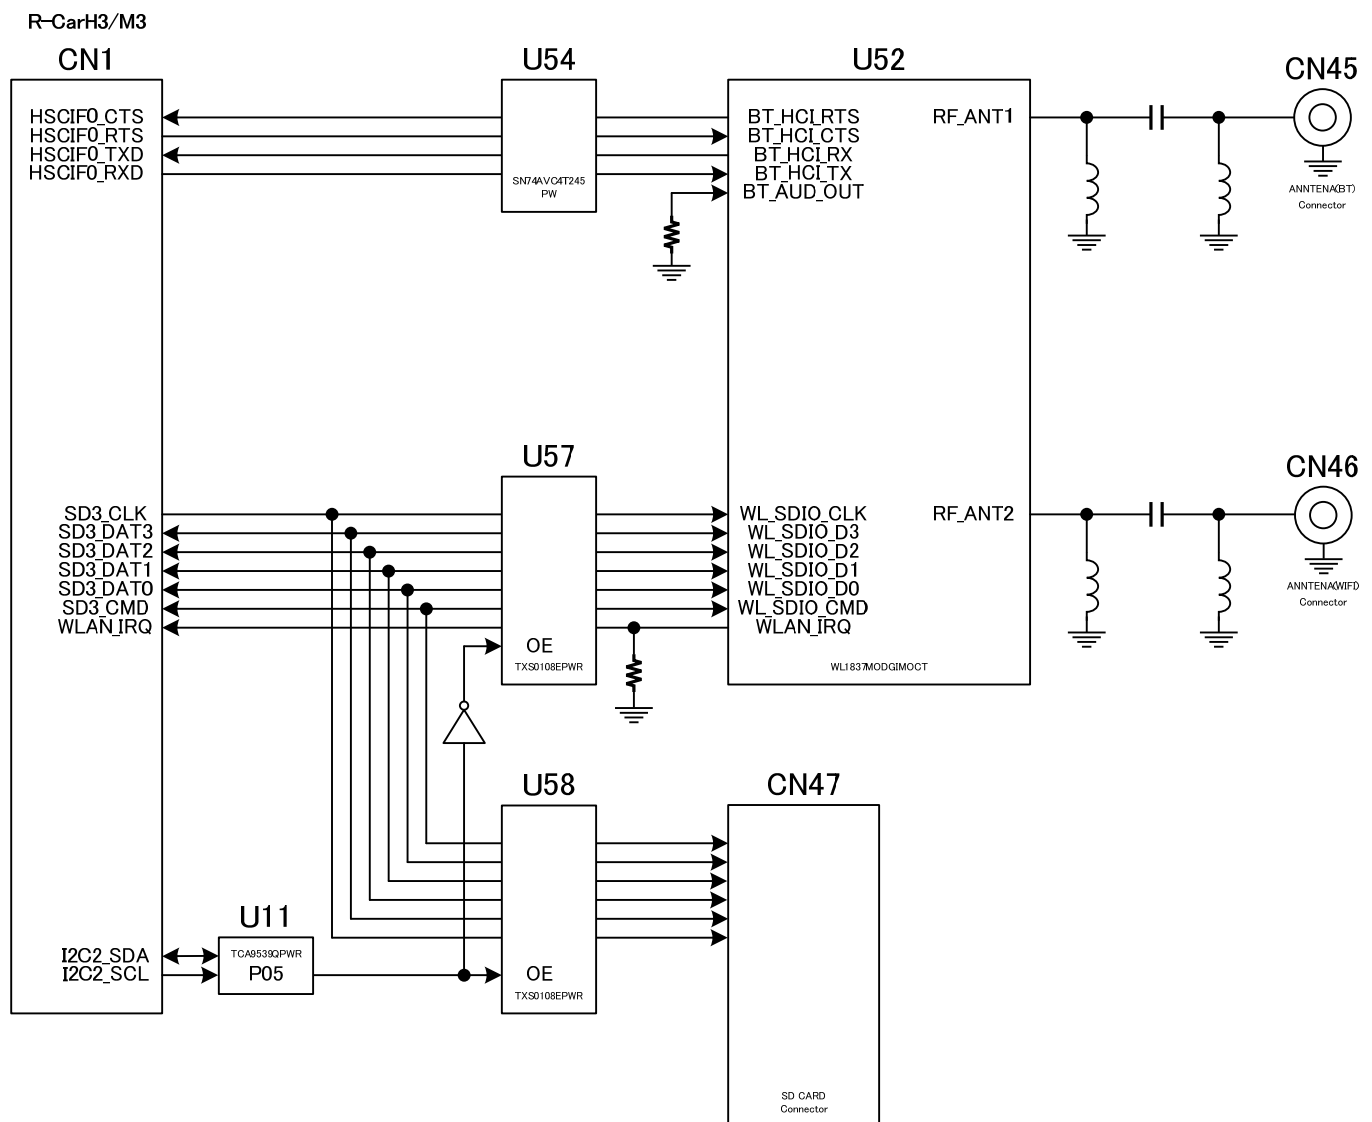 R-CarH3/M3
CN1
U54
U52
CN45
HSCIF0_CTS
HSCIF0_RTS
HSCIF0_TXD
HSCIF0_RXD
SN74AVC4T245
PW
BT_HCI_RTS
BT_HCI_CTS
BT_HCI_RX
BT_HCI_TX
BT_AUD_OUT
RF_ANT1
ANNTENA(BT)
Connector
U57
CN46
SD3_CLK
SD3_DAT3
SD3_DAT2
SD3_DAT1
SD3_DAT0
SD3_CMD
WLAN_IRQ
OE
TXS0108EPWR
WL_SDIO_CLK
WL_SDIO_D3
WL_SDIO_D2
WL_SDIO_D1
WL_SDIO_D0
WL_SDIO_CMD
WLAN_IRQ
RF_ANT2
WL1837MODGIMOCT
ANNTENA(WIFI)
Connector
U58
CN47
U11
I2C2_SDA
I2C2_SCL
TCA9539QPWR
P05
OE
TXS0108EPWR
SD CARD
Connector